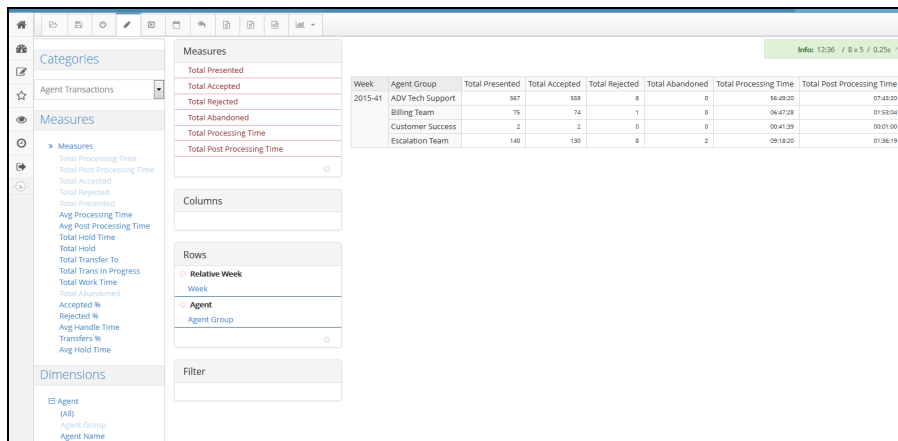 Categories
Agent Transactions
Measures
» Measures
Total Processing Time
Total Post Processing Time
Total Accepted
Total Rejected
Total Presented
Avg Processing Time
Avg Post Processing Time
Total Hold Time
Total Hold
Total Transfer To
Total Trans In Progress
Total Work Time
Total Abandoned
Accepted %
Rejected %
Avg Handle Time
Transfers %
Avg Hold Time
Dimensions
Agent
(All)
Agent Group
Agent Name
Measures
Total Presented
Total Accepted
Total Rejected
Total Abandoned
Total Processing Time
Total Post Processing Time
Columns
Rows
Relative Week
Week
Agent
Agent Group
Filter
Info: 12:36 / 8 x 5 / 0.25s
Week Agent Group Total Presented Total Accepted Total Rejected Total Abandoned Total Processing Time Total Post Processing Time
2015-41 ADV Tech Support 567 559 8 0 56:49:20 07:43:20
Billing Team 75 74 1 0 06:47:28 01:53:04
Customer Success 2 2 0 0 00:41:39 00:01:00
Escalation Team 140 130 8 2 09:18:20 01:36:19